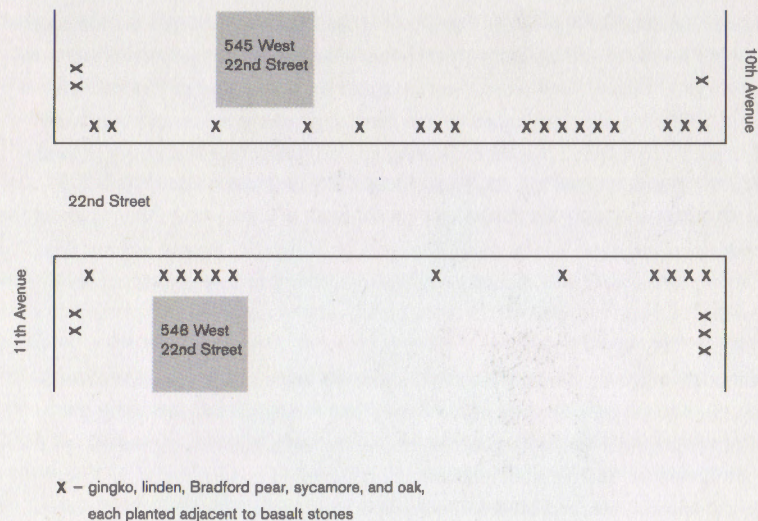 545 West
22nd Street
10th Avenue
x
x
x
x x x x x x x x x x x x x x x x x x
22nd Street
x x x x x x x x x x x x
11th Avenue
x
x
x
x
x
548 West
22nd Street
x – gingko, linden, Bradford pear, sycamore, and oak,
each planted adjacent to basalt stones